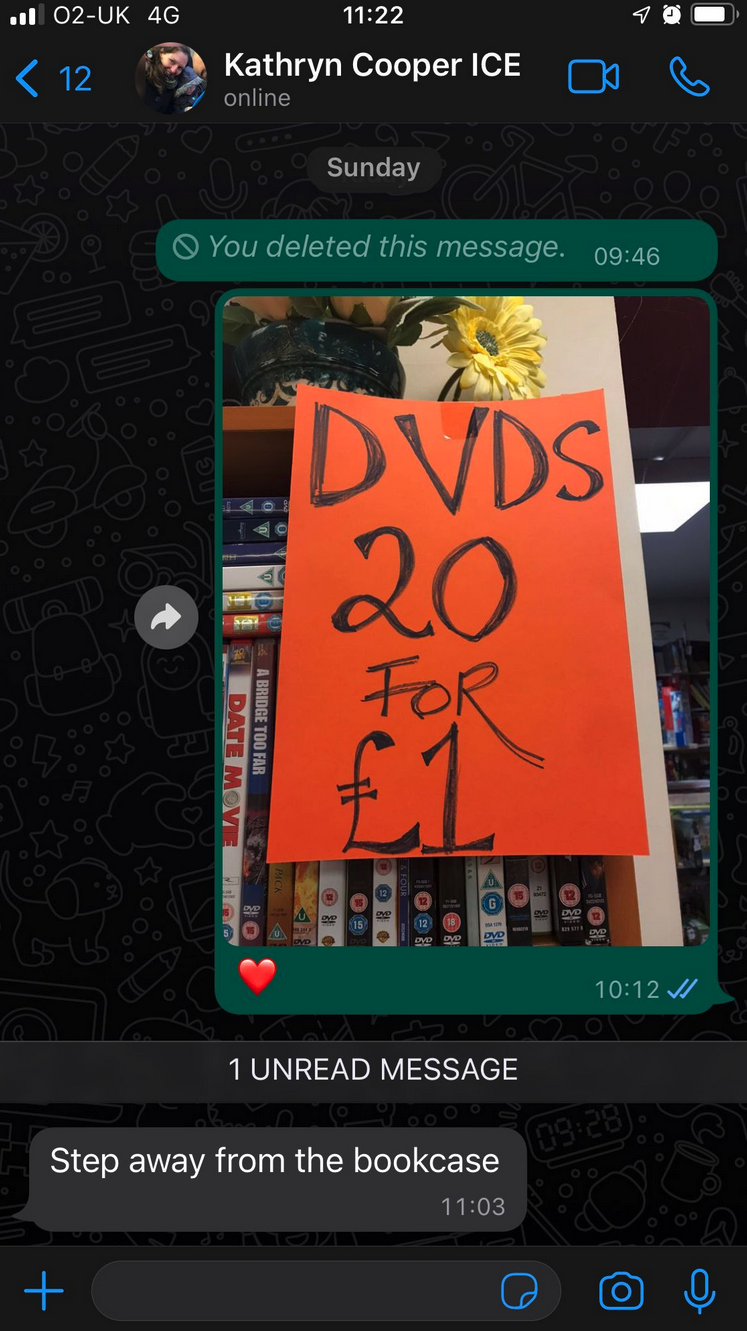 O2-UK 4G 11:22
12 Kathryn Cooper ICE
online
Sunday
You deleted this message. 09:46
DVDS
20
FOR
£1
DATE MOVIE
A BRIDGE TOO FAR
10:12
1 UNREAD MESSAGE
09:28
Step away from the bookcase
11:03